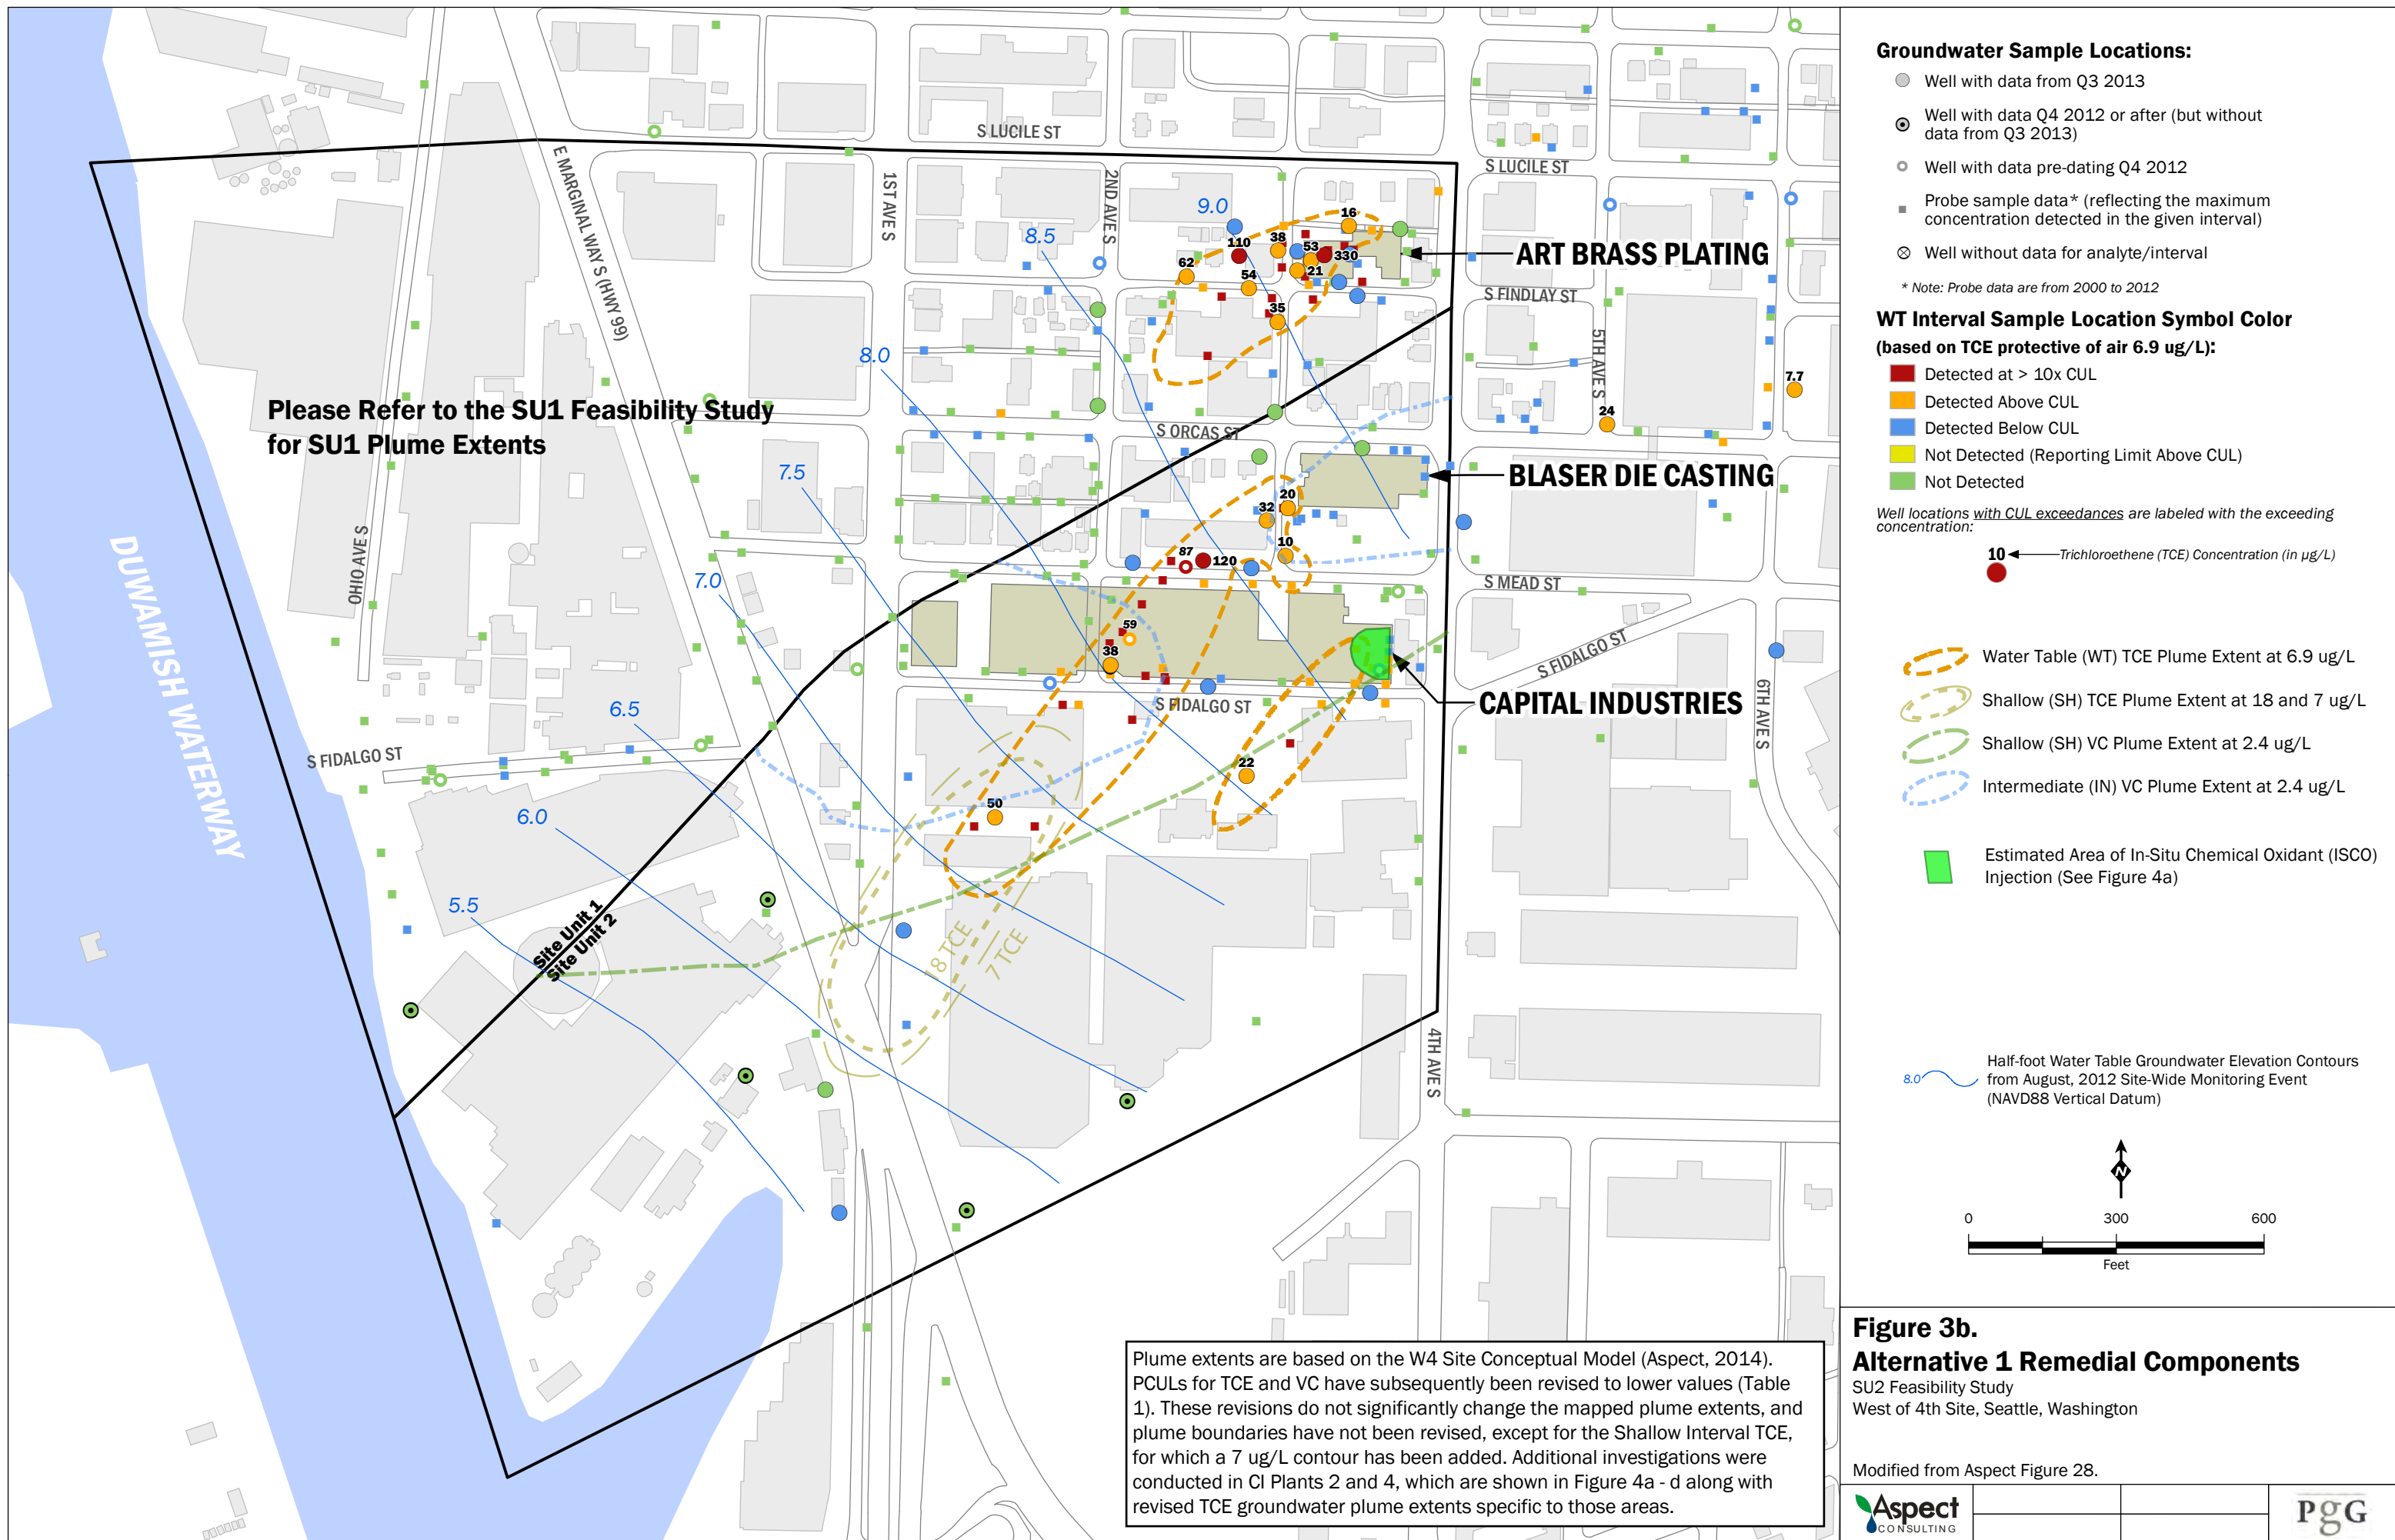 S LUCILE ST
S LUCILE ST
E MARGINAL WAY S (HWY 99)
1ST AVE S
2ND AVE S
9.0
8.5
16
110
38
53
330
62
54
21
35
ART BRASS PLATING
S FINDLAY ST
5TH AVE S
7.7
24
8.0
Please Refer to the SU1 Feasibility Study
for SU1 Plume Extents
S ORCAS ST
7.5
BLASER DIE CASTING
20
32
10
87
120
OHIO AVE S
DUWAMISH WATERWAY
7.0
S MEAD ST
59
38
S FIDALGO ST
6TH AVE S
CAPITAL INDUSTRIES
S FIDALGO ST
6.5
S FIDALGO ST
22
50
6.0
5.5
Site Unit 1
Site Unit 2
18 TCE
7 TCE
4TH AVE S
Plume extents are based on the W4 Site Conceptual Model (Aspect, 2014).
PCULs for TCE and VC have subsequently been revised to lower values (Table
1). These revisions do not significantly change the mapped plume extents, and
plume boundaries have not been revised, except for the Shallow Interval TCE,
for which a 7 ug/L contour has been added. Additional investigations were
conducted in CI Plants 2 and 4, which are shown in Figure 4a - d along with
revised TCE groundwater plume extents specific to those areas.
Groundwater Sample Locations:
Well with data from Q3 2013
Well with data Q4 2012 or after (but without
data from Q3 2013)
Well with data pre-dating Q4 2012
Probe sample data* (reflecting the maximum
concentration detected in the given interval)
Well without data for analyte/interval
* Note: Probe data are from 2000 to 2012
WT Interval Sample Location Symbol Color
(based on TCE protective of air 6.9 ug/L):
Detected at > 10x CUL
Detected Above CUL
Detected Below CUL
Not Detected (Reporting Limit Above CUL)
Not Detected
Well locations with CUL exceedances are labeled with the exceeding
concentration:
10 Trichloroethene (TCE) Concentration (in µg/L)
Water Table (WT) TCE Plume Extent at 6.9 ug/L
Shallow (SH) TCE Plume Extent at 18 and 7 ug/L
Shallow (SH) VC Plume Extent at 2.4 ug/L
Intermediate (IN) VC Plume Extent at 2.4 ug/L
Estimated Area of In-Situ Chemical Oxidant (ISCO)
Injection (See Figure 4a)
8.0
Half-foot Water Table Groundwater Elevation Contours
from August, 2012 Site-Wide Monitoring Event
(NAVD88 Vertical Datum)
N
0 300 600
Feet
Figure 3b.
Alternative 1 Remedial Components
SU2 Feasibility Study
West of 4th Site, Seattle, Washington
Modified from Aspect Figure 28.
Aspect
CONSULTING
PgG